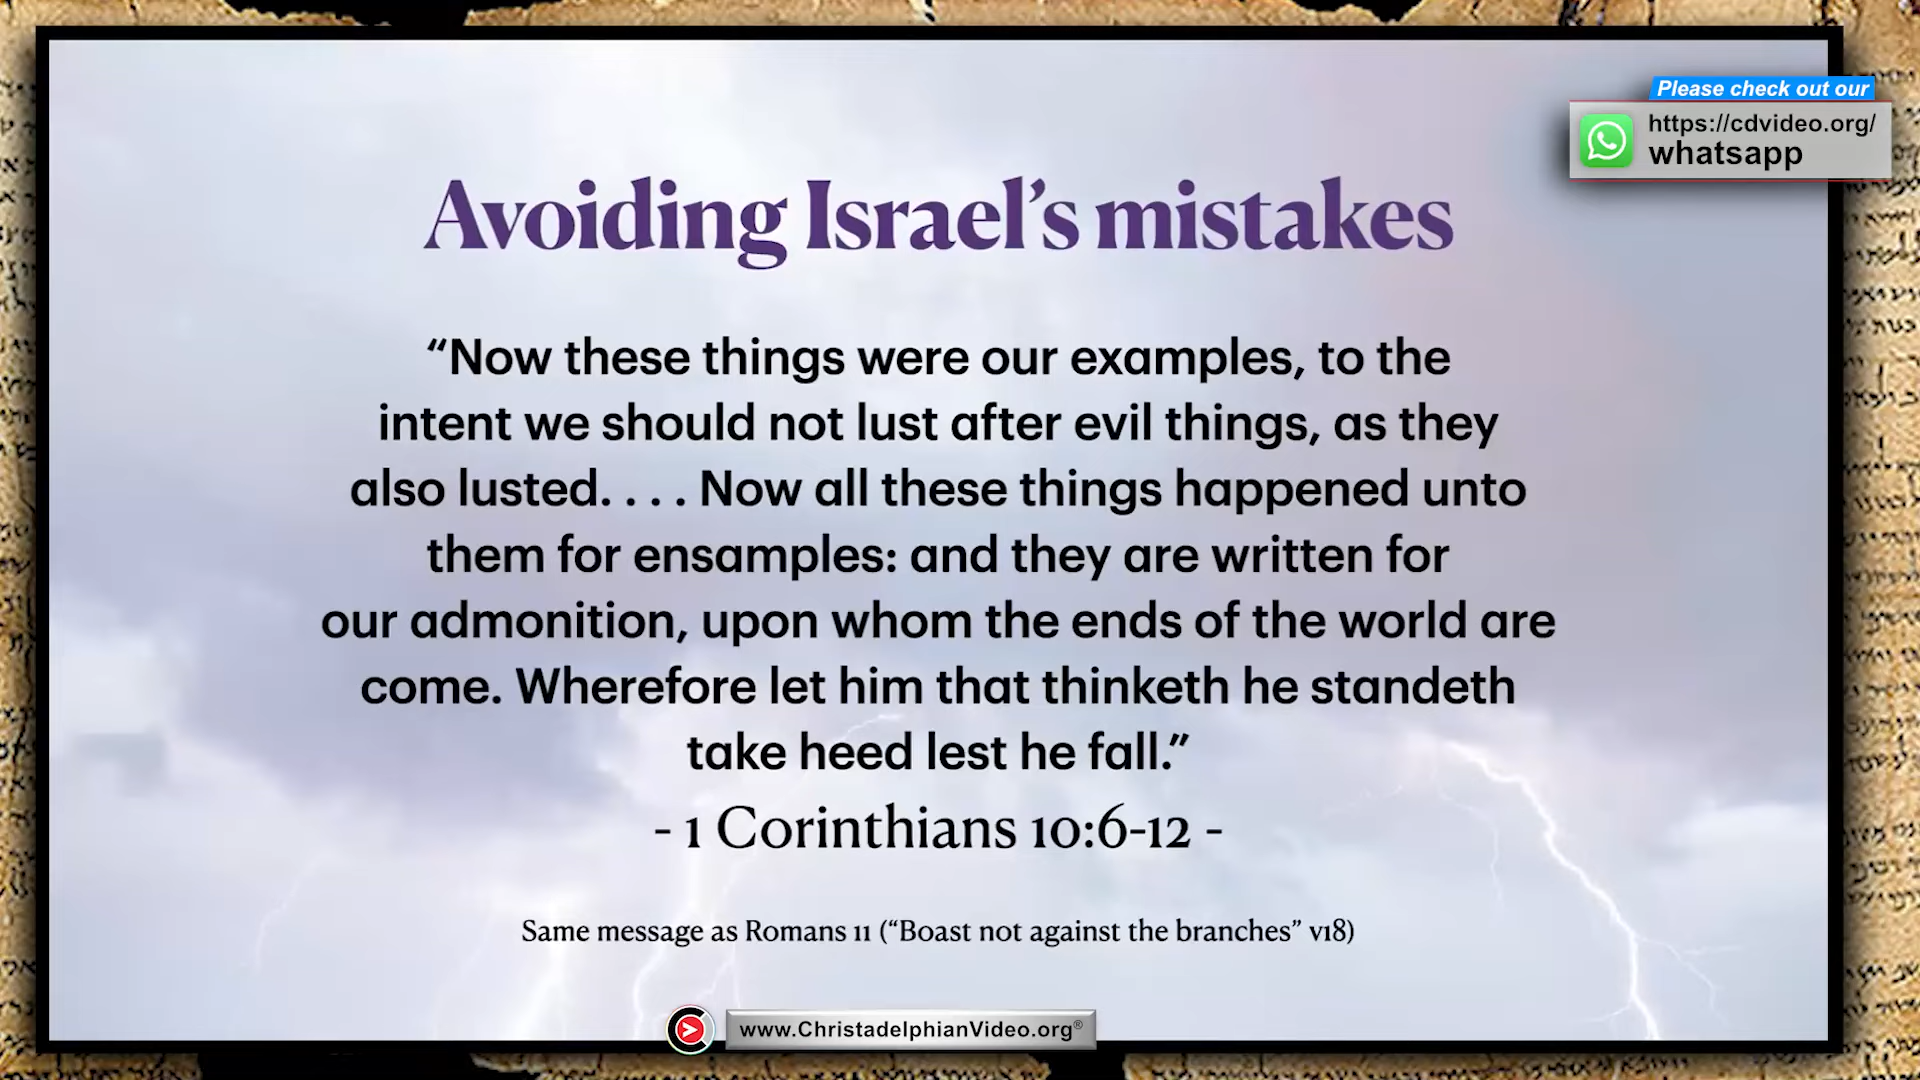 Please check out our
https://cdvideo.org/
whatsapp
Avoiding Israel’s mistakes
“Now these things were our examples, to the
intent we should not lust after evil things, as they
also lusted. . . . Now all these things happened unto
them for ensamples: and they are written for
our admonition, upon whom the ends of the world are
come. Wherefore let him that thinketh he standeth
take heed lest he fall.”
- 1 Corinthians 10:6-12 -
Same message as Romans 11 (“Boast not against the branches” v18)
www.ChristadelphianVideo.org®